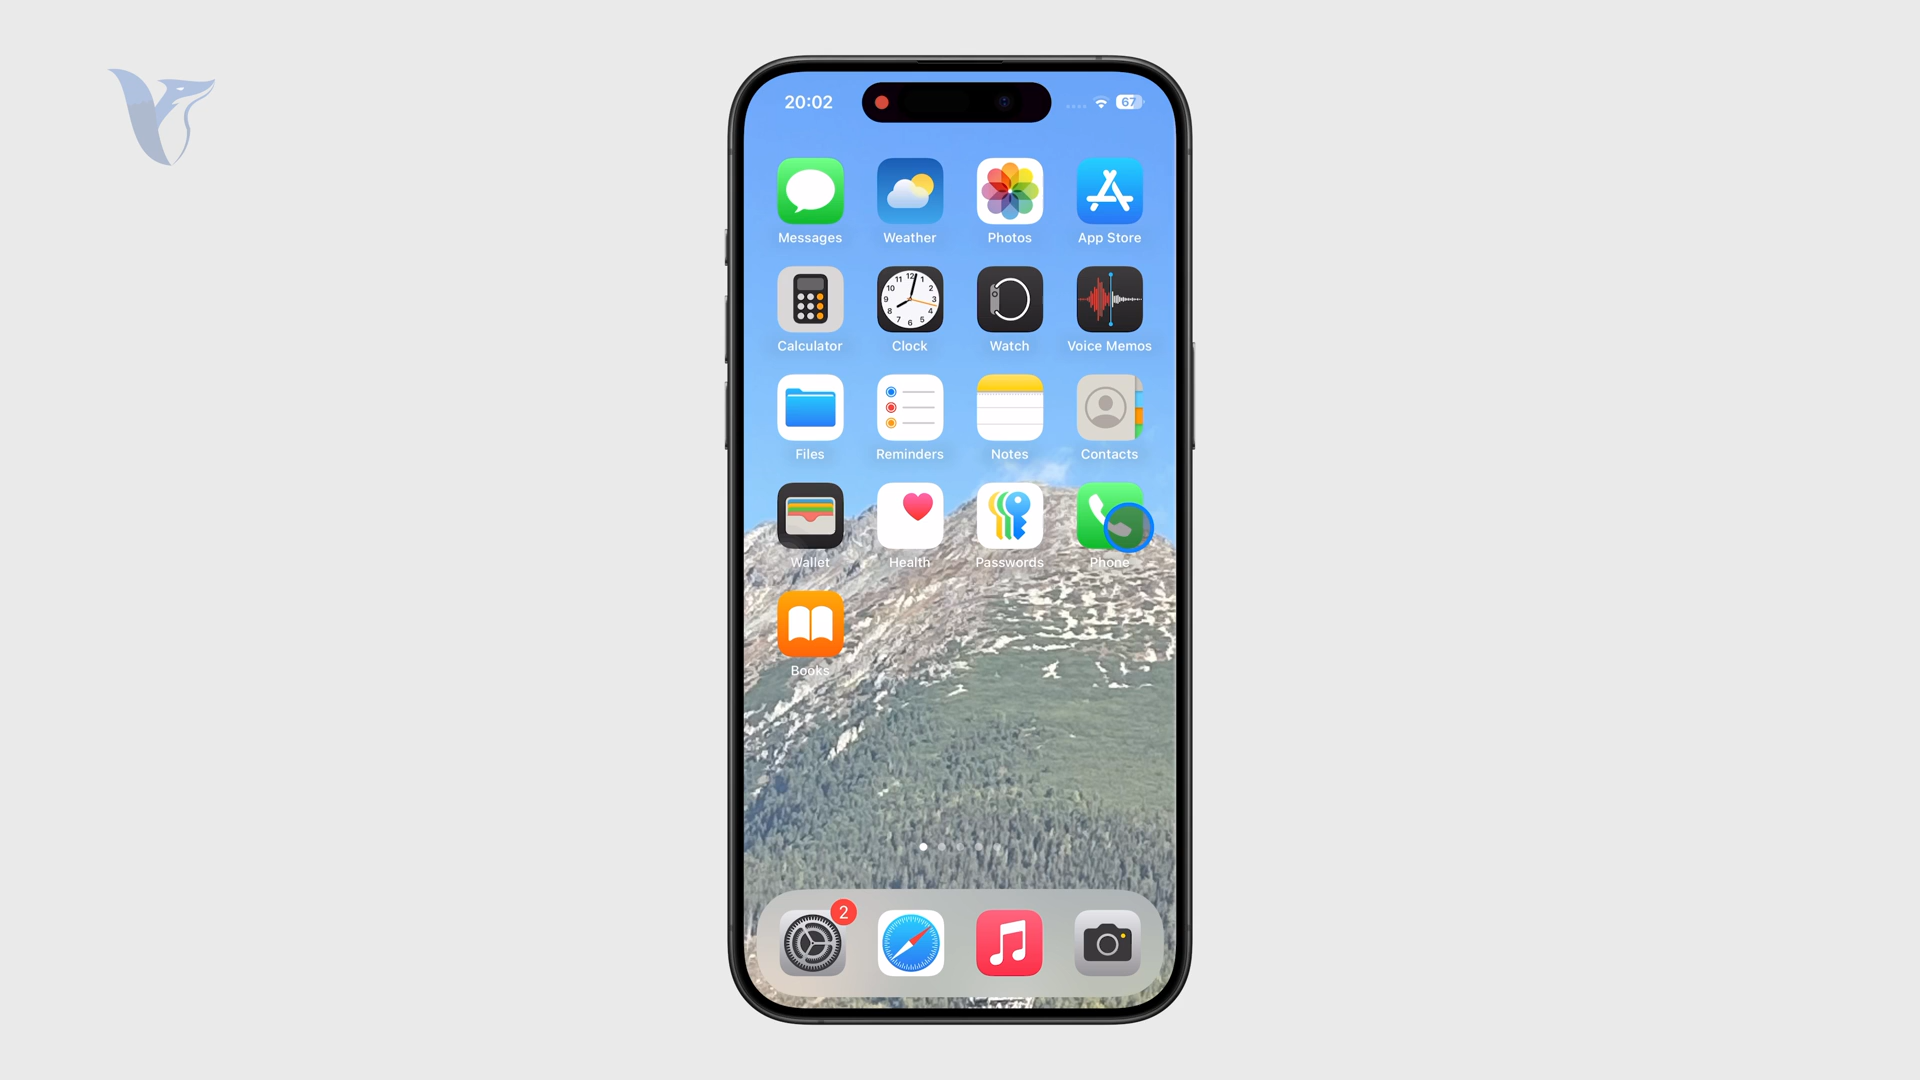 20:02
67
Messages
Weather
Photos
App Store
Calculator
Clock
Watch
Voice Memos
Files
Reminders
Notes
Contacts
Wallet
Health
Passwords
Phone
Books
2